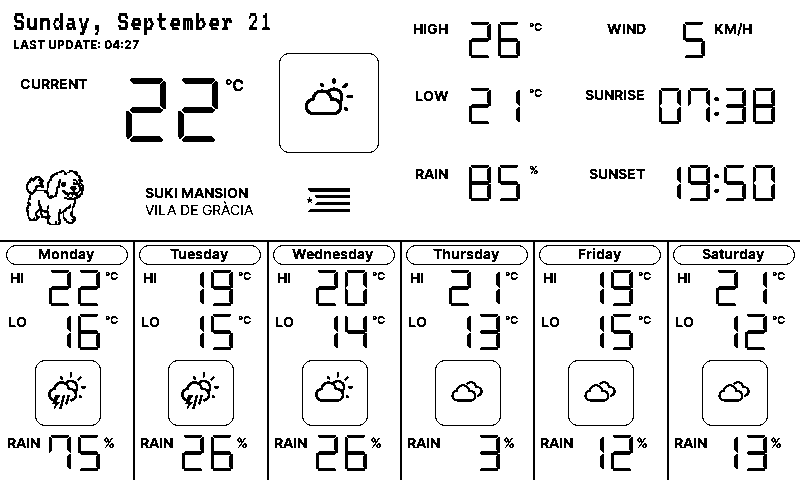 Sunday, September 21
LAST UPDATE: 04:27
CURRENT 22 °C
HIGH 26 °C
WIND 5 KM/H
LOW 21 °C
SUNRISE 07:38
RAIN 85 %
SUNSET 19:50
SUKI MANSION
VILA DE GRÀCIA
Monday
HI 22 °C
LO 16 °C
RAIN 75 %
Tuesday
HI 19 °C
LO 15 °C
RAIN 26 %
Wednesday
HI 20 °C
LO 14 °C
RAIN 26 %
Thursday
HI 21 °C
LO 13 °C
RAIN 3 %
Friday
HI 19 °C
LO 15 °C
RAIN 12 %
Saturday
HI 21 °C
LO 12 °C
RAIN 13 %